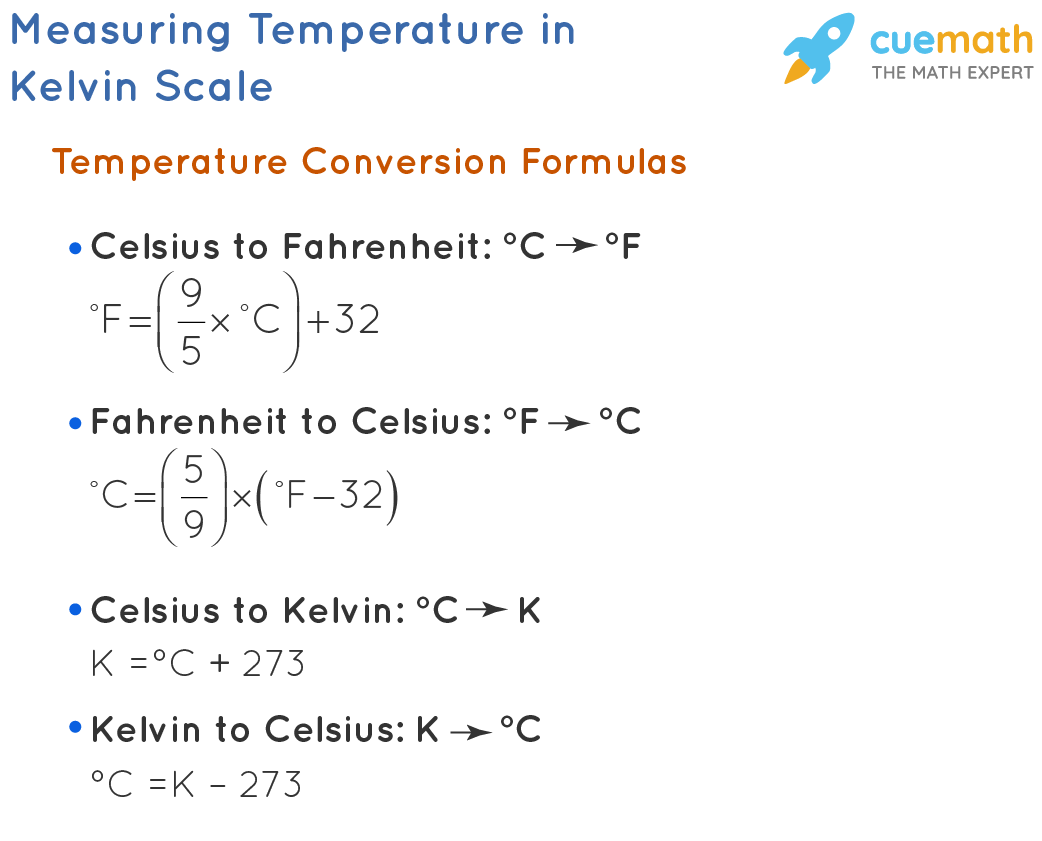 Measuring Temperature in
Kelvin Scale
cuemath
THE MATH EXPERT
Temperature Conversion Formulas
• Celsius to Fahrenheit: °C → °F
°F = (9/5 × °C) + 32
• Fahrenheit to Celsius: °F → °C
°C = (5/9) × (°F − 32)
• Celsius to Kelvin: °C → K
K =°C + 273
• Kelvin to Celsius: K → °C
°C =K − 273